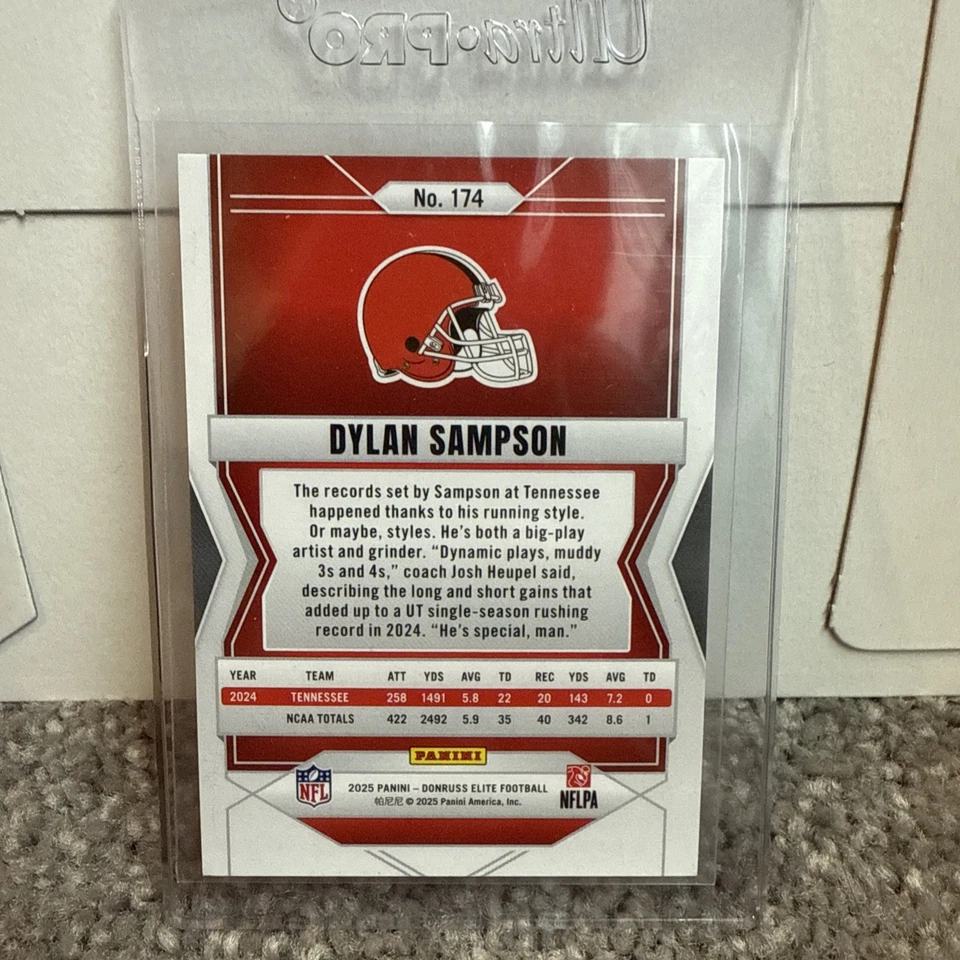 Ultra•PRO
No. 174
DYLAN SAMPSON
The records set by Sampson at Tennessee
happened thanks to his running style.
Or maybe, styles. He's both a big-play
artist and grinder. “Dynamic plays, muddy
3s and 4s,” coach Josh Heupel said,
describing the long and short gains that
added up to a UT single-season rushing
record in 2024. “He's special, man.”
YEAR TEAM ATT YDS AVG TD REC YDS AVG TD
2024 TENNESSEE 258 1491 5.8 22 20 143 7.2 0
NCAA TOTALS 422 2492 5.9 35 40 342 8.6 1
PANINI
NFL
2025 PANINI – DONRUSS ELITE FOOTBALL
帕尼尼 © 2025 Panini America, Inc.
NFLPA